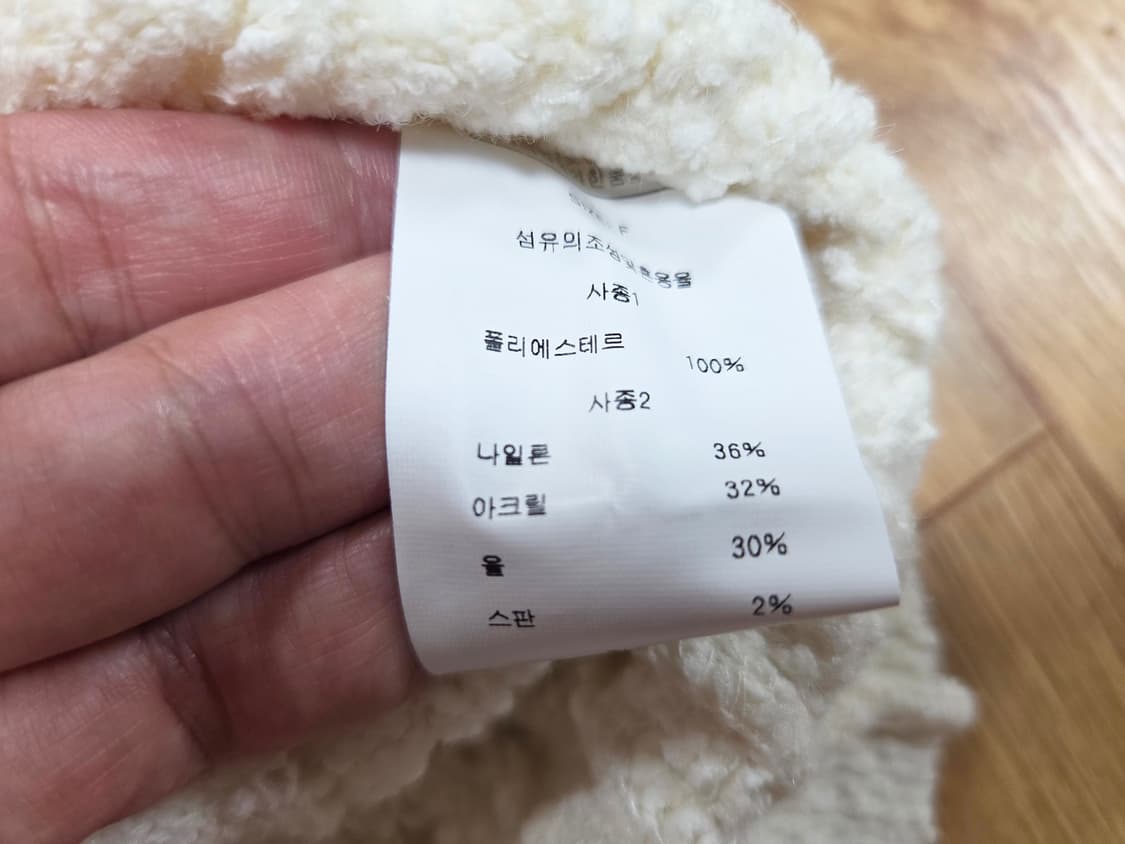 섬유의조성및혼용율
사종1
폴리에스테르 100%
사종2
나일론 36%
아크릴 32%
울 30%
스판 2%